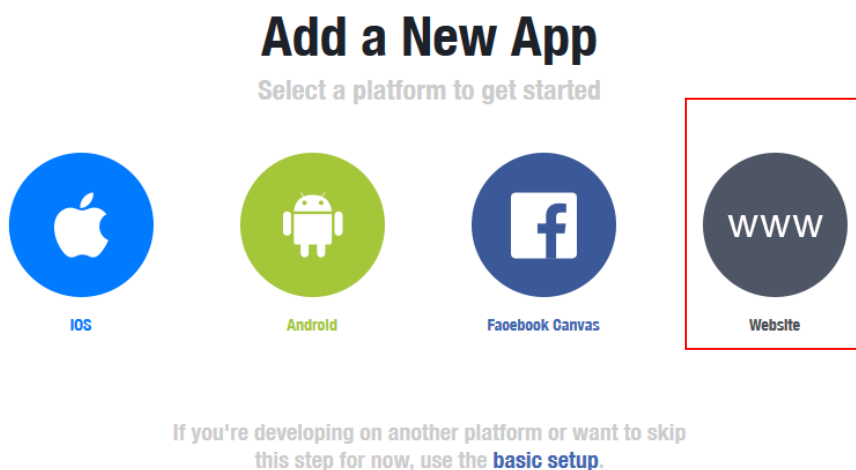 Add a New App
Select a platform to get started
www
iOS
Android
Facebook Canvas
Website
If you're developing on another platform or want to skip
this step for now, use the basic setup.